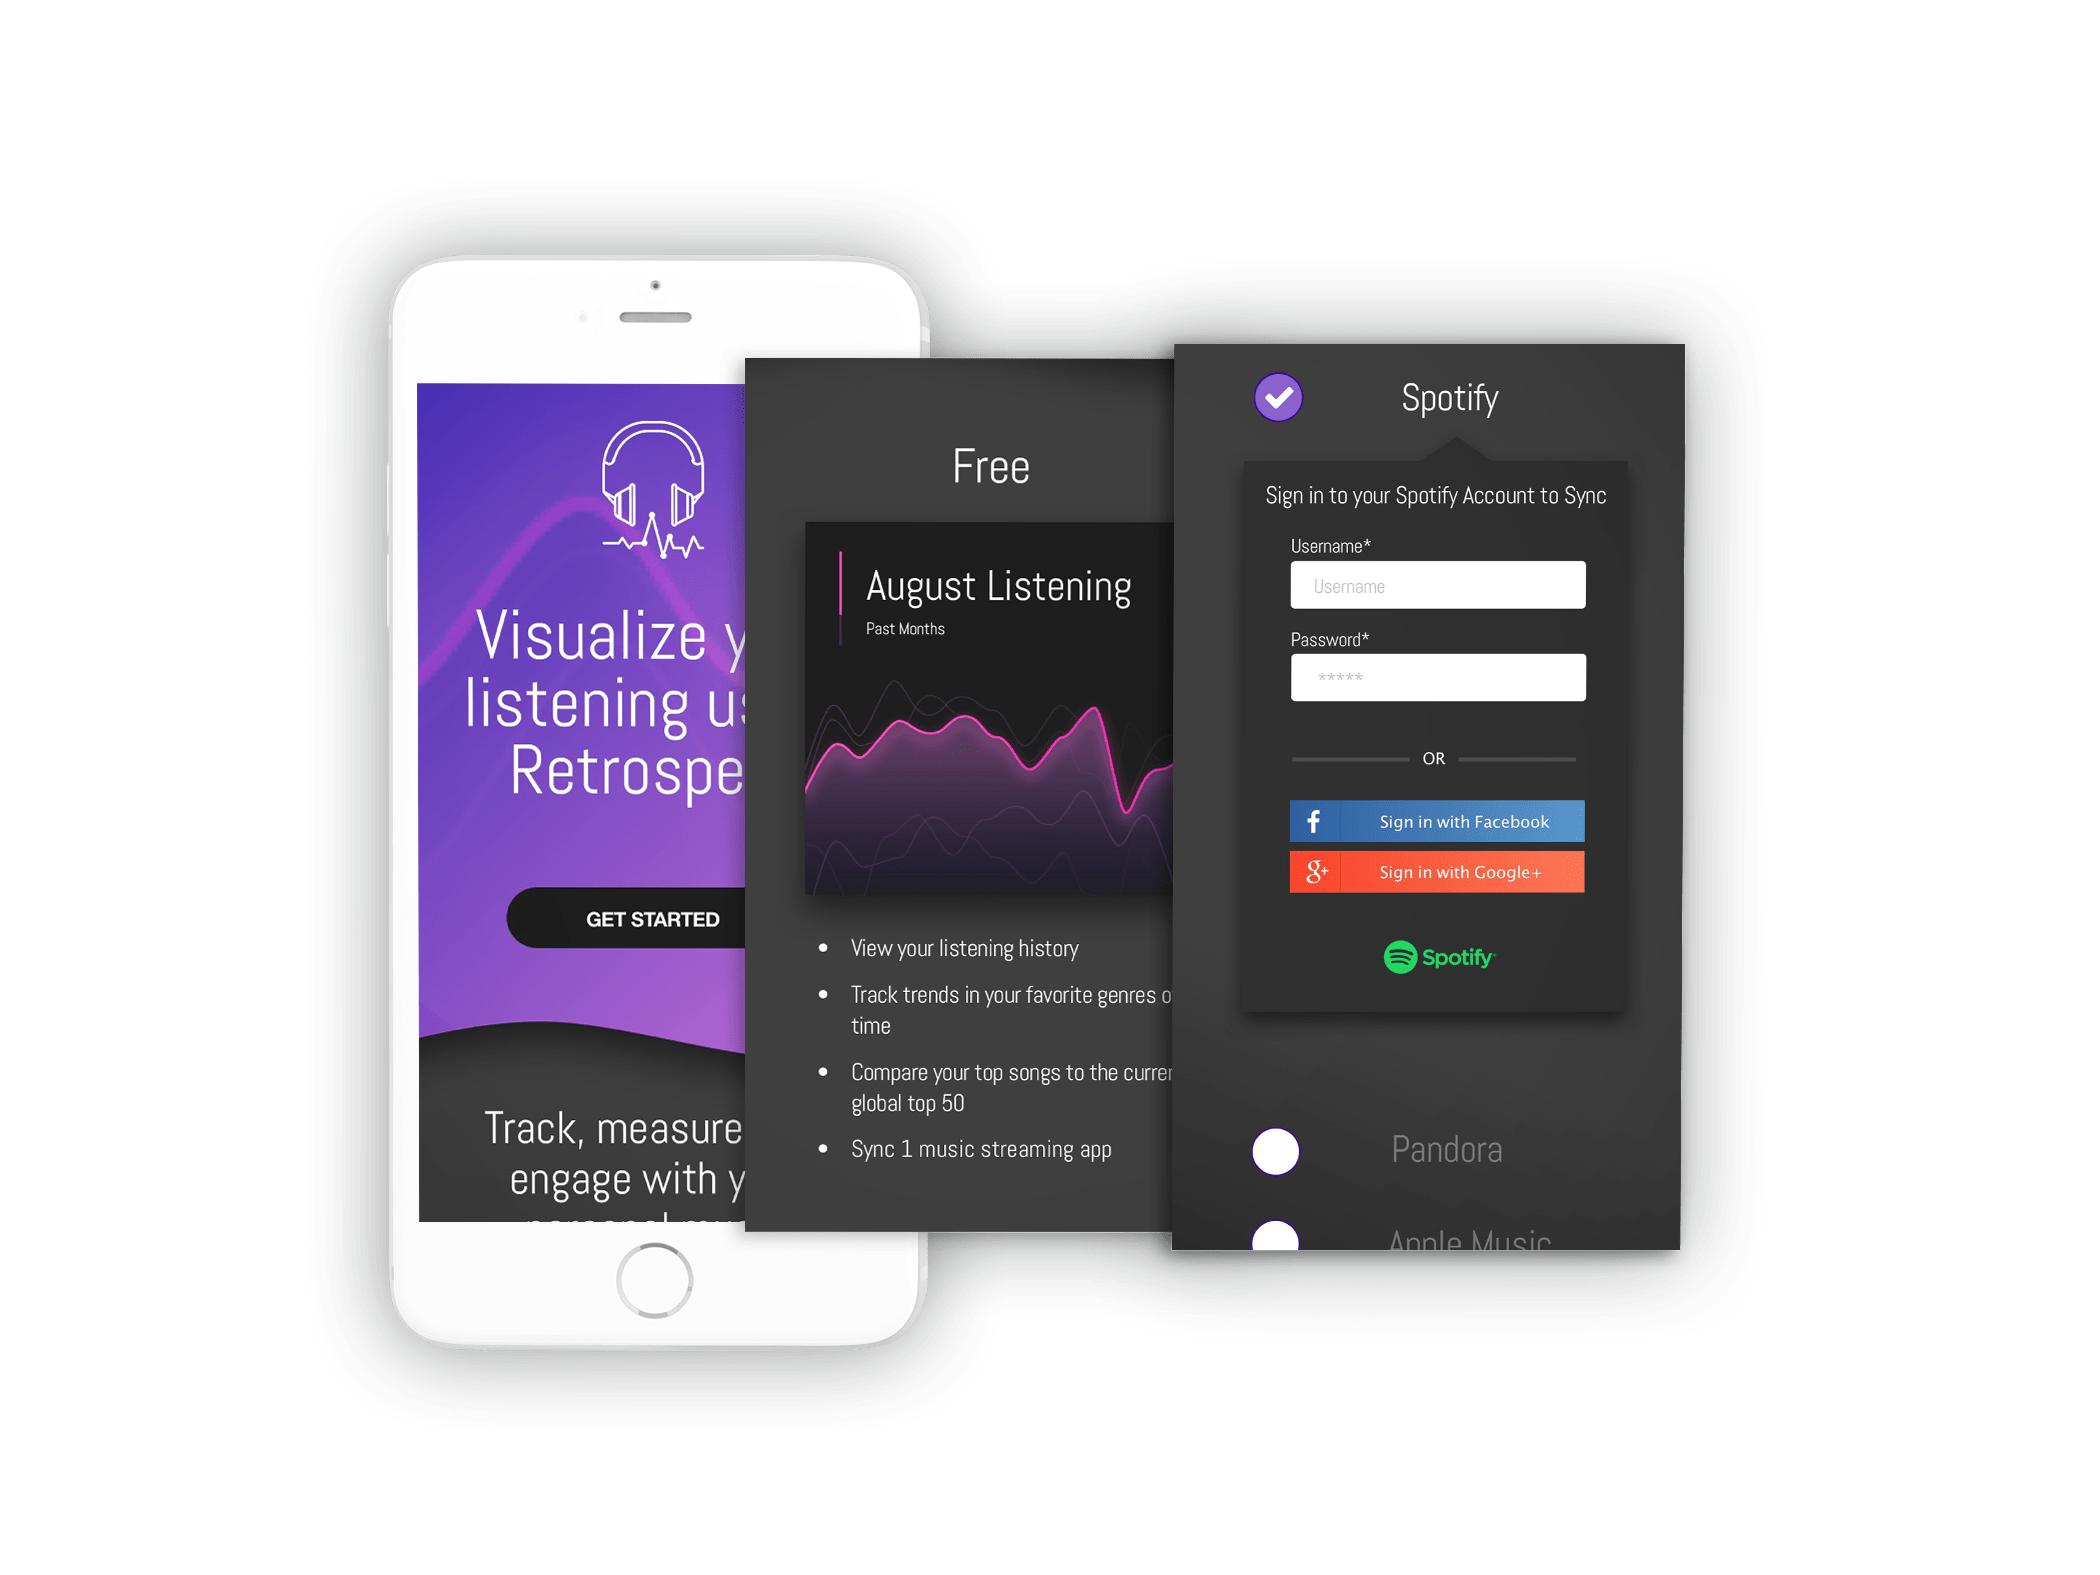 Visualize y
listening us
Retrospe
GET STARTED
Track, measure
engage with y
Free
August Listening
Past Months
• View your listening history
• Track trends in your favorite genres o
time
• Compare your top songs to the curren
global top 50
• Sync 1 music streaming app
Spotify
Sign in to your Spotify Account to Sync
Username*
Username
Password*
*****
OR
f Sign in with Facebook
g+ Sign in with Google+
Spotify
Pandora
Apple Music